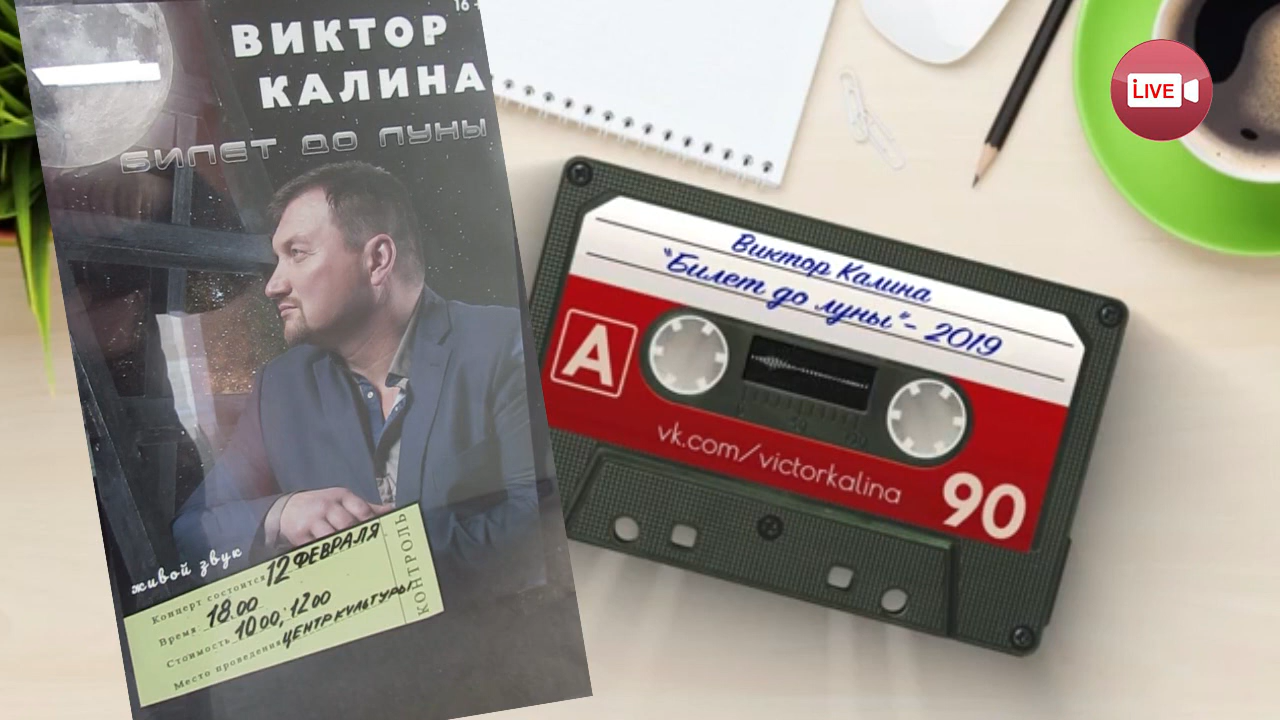 16+
ВИКТОР
КАЛИНА
БИЛЕТ ДО ЛУНЫ
живой звук
Концерт состоится 12 ФЕВРАЛЯ
Время 18.00
Стоимость 1000, 1200
Место проведения ЦЕНТР КУЛЬТУРЫ
КОНТРОЛЬ
LIVE
Виктор Калина
"Билет до луны" - 2019
A
vk.com/victorkalina
90